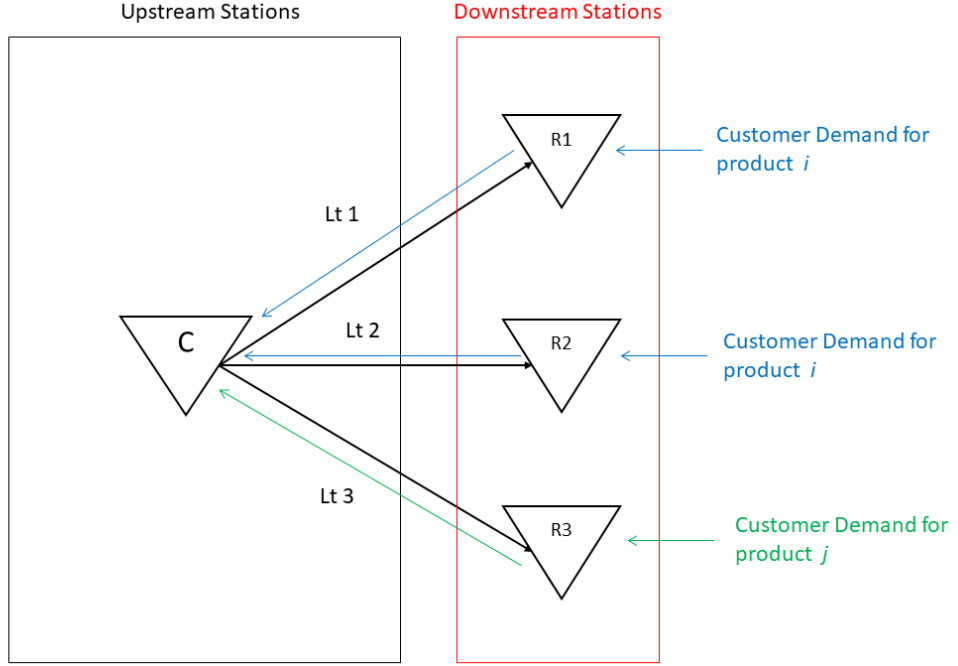 Upstream Stations
Downstream Stations
R1
Customer Demand for
product i
Lt 1
C
Lt 2
R2
Customer Demand for
product i
Lt 3
R3
Customer Demand for
product j